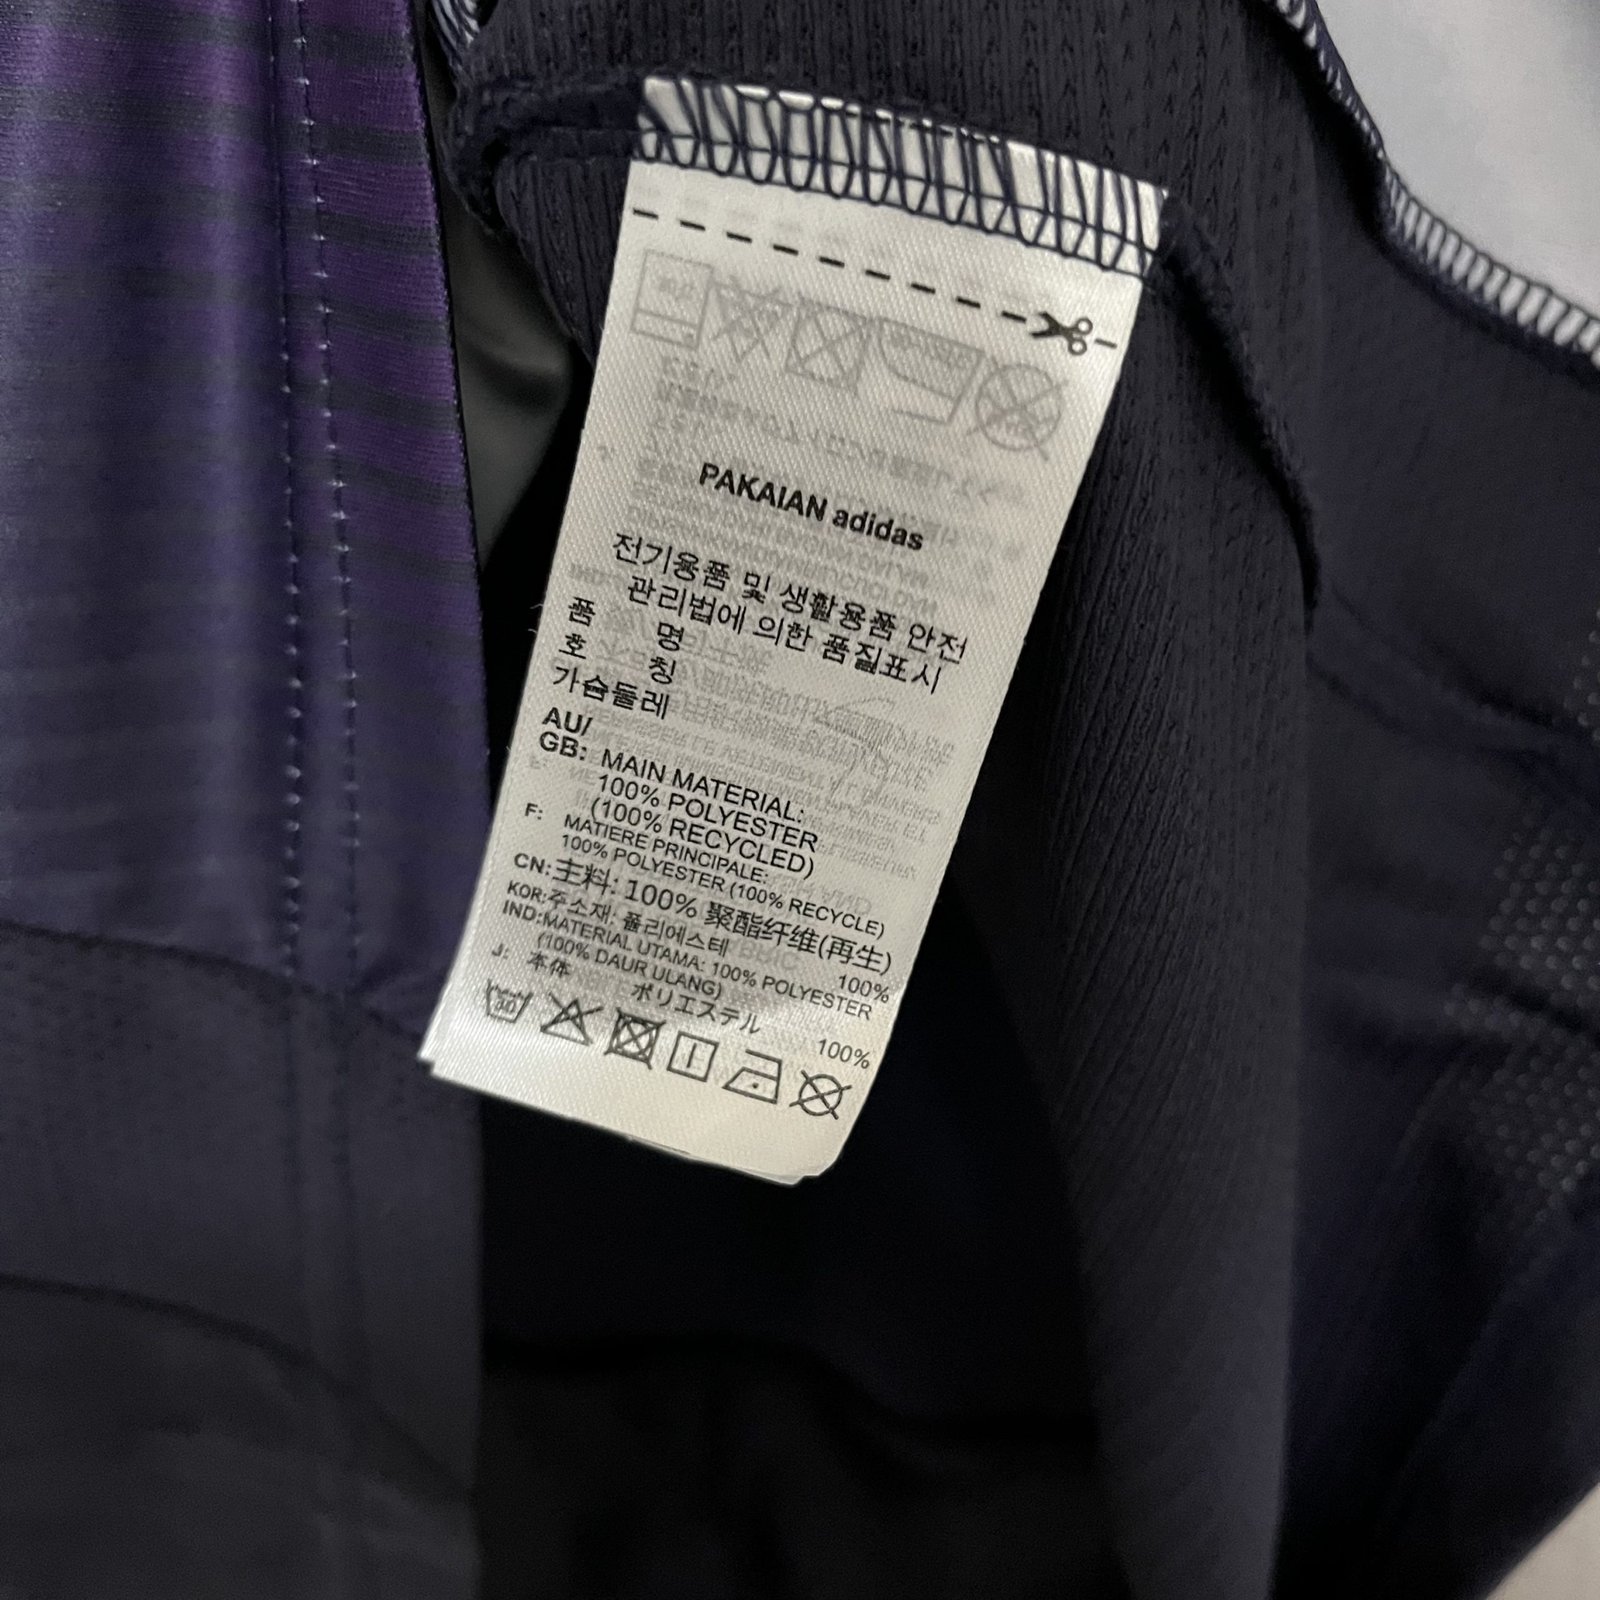 PAKAIAN adidas
전기용품 및 생활용품 안전
관리법에 의한 품질표시
품 명
호 칭
가슴둘레
AU/
GB: MAIN MATERIAL:
100% POLYESTER
(100% RECYCLED)
F: MATIERE PRINCIPALE:
100% POLYESTER (100% RECYCLE)
CN: 主料: 100% 聚酯纤维(再生)
KOR: 주소재: 폴리에스테 100%
IND: MATERIAL UTAMA: 100% POLYESTER
(100% DAUR ULANG)
J: 本体
ポリエステル 100%